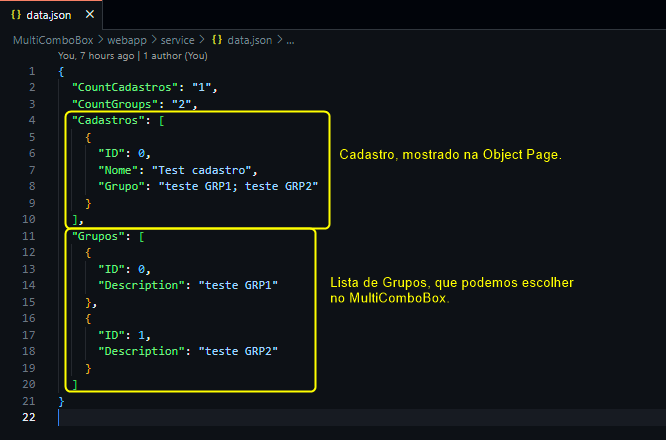 {} data.json ×
MultiComboBox > webapp > service > {} data.json > ...
You, 7 hours ago | 1 author (You)
1 {
2 "CountCadastros": "1",
3 "CountGroups": "2",
4 "Cadastros": [
5 {
6 "ID": 0,
7 "Nome": "Test cadastro",
8 "Grupo": "teste GRP1; teste GRP2"
9 }
10 ],
Cadastro, mostrado na Object Page.
11 "Grupos": [
12 {
13 "ID": 0,
14 "Description": "teste GRP1"
15 },
16 {
17 "ID": 1,
18 "Description": "teste GRP2"
19 }
20 ]
Lista de Grupos, que podemos escolher
no MultiComboBox.
21 }
22